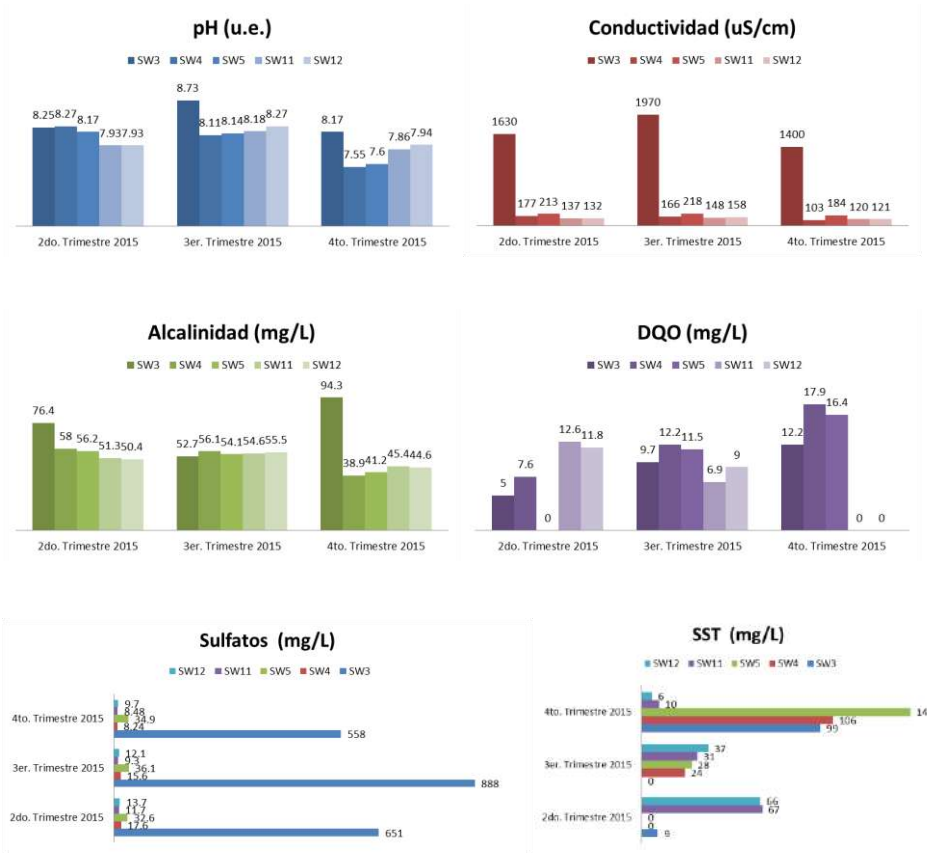 pH (u.e.)
SW3 SW4 SW5 SW11 SW12
8.25 8.27 8.17 7.93 7.93
8.73 8.11 8.14 8.18 8.27
8.17 7.55 7.6 7.86 7.94
2do. Trimestre 2015 3er. Trimestre 2015 4to. Trimestre 2015
Conductividad (uS/cm)
SW3 SW4 SW5 SW11 SW12
1630 177 213 137 132
1970 166 218 148 158
1400 103 184 120 121
2do. Trimestre 2015 3er. Trimestre 2015 4to. Trimestre 2015
Alcalinidad (mg/L)
SW3 SW4 SW5 SW11 SW12
76.4 58 56.2 51.3 50.4
52.7 56.1 54.1 54.6 55.5
94.3 38.9 41.2 45.4 44.6
2do. Trimestre 2015 3er. Trimestre 2015 4to. Trimestre 2015
DQO (mg/L)
SW3 SW4 SW5 SW11 SW12
5 7.6 0 12.6 11.8
9.7 12.2 11.5 6.9 9
12.2 17.9 16.4 0 0
2do. Trimestre 2015 3er. Trimestre 2015 4to. Trimestre 2015
Sulfatos (mg/L)
SW12 SW11 SW5 SW4 SW3
4to. Trimestre 2015
9.7
8.48
34.9
8.24
558
3er. Trimestre 2015
12.1
9.3
36.1
15.6
888
2do. Trimestre 2015
13.7
11.7
32.6
17.6
651
SST (mg/L)
SW12 SW11 SW5 SW4 SW3
4to. Trimestre 2015
6
10
14
106
99
3er. Trimestre 2015
37
31
28
24
0
2do. Trimestre 2015
66
67
0
0
9